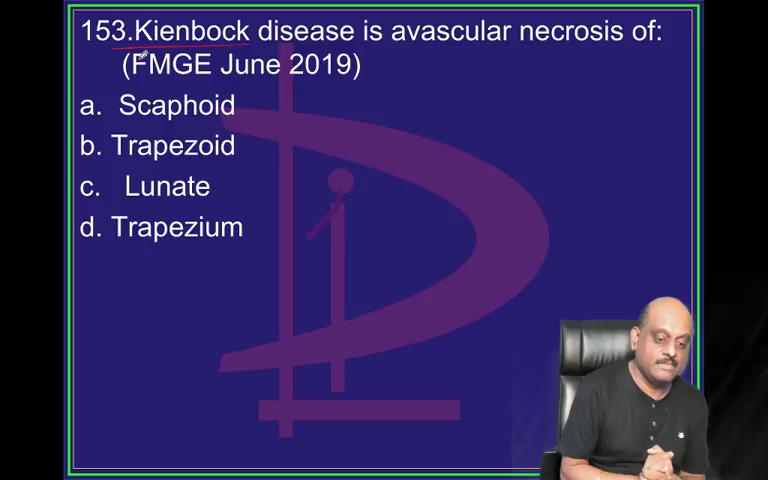 153.Kienbock disease is avascular necrosis of:
(FMGE June 2019)
a. Scaphoid
b. Trapezoid
c. Lunate
d. Trapezium